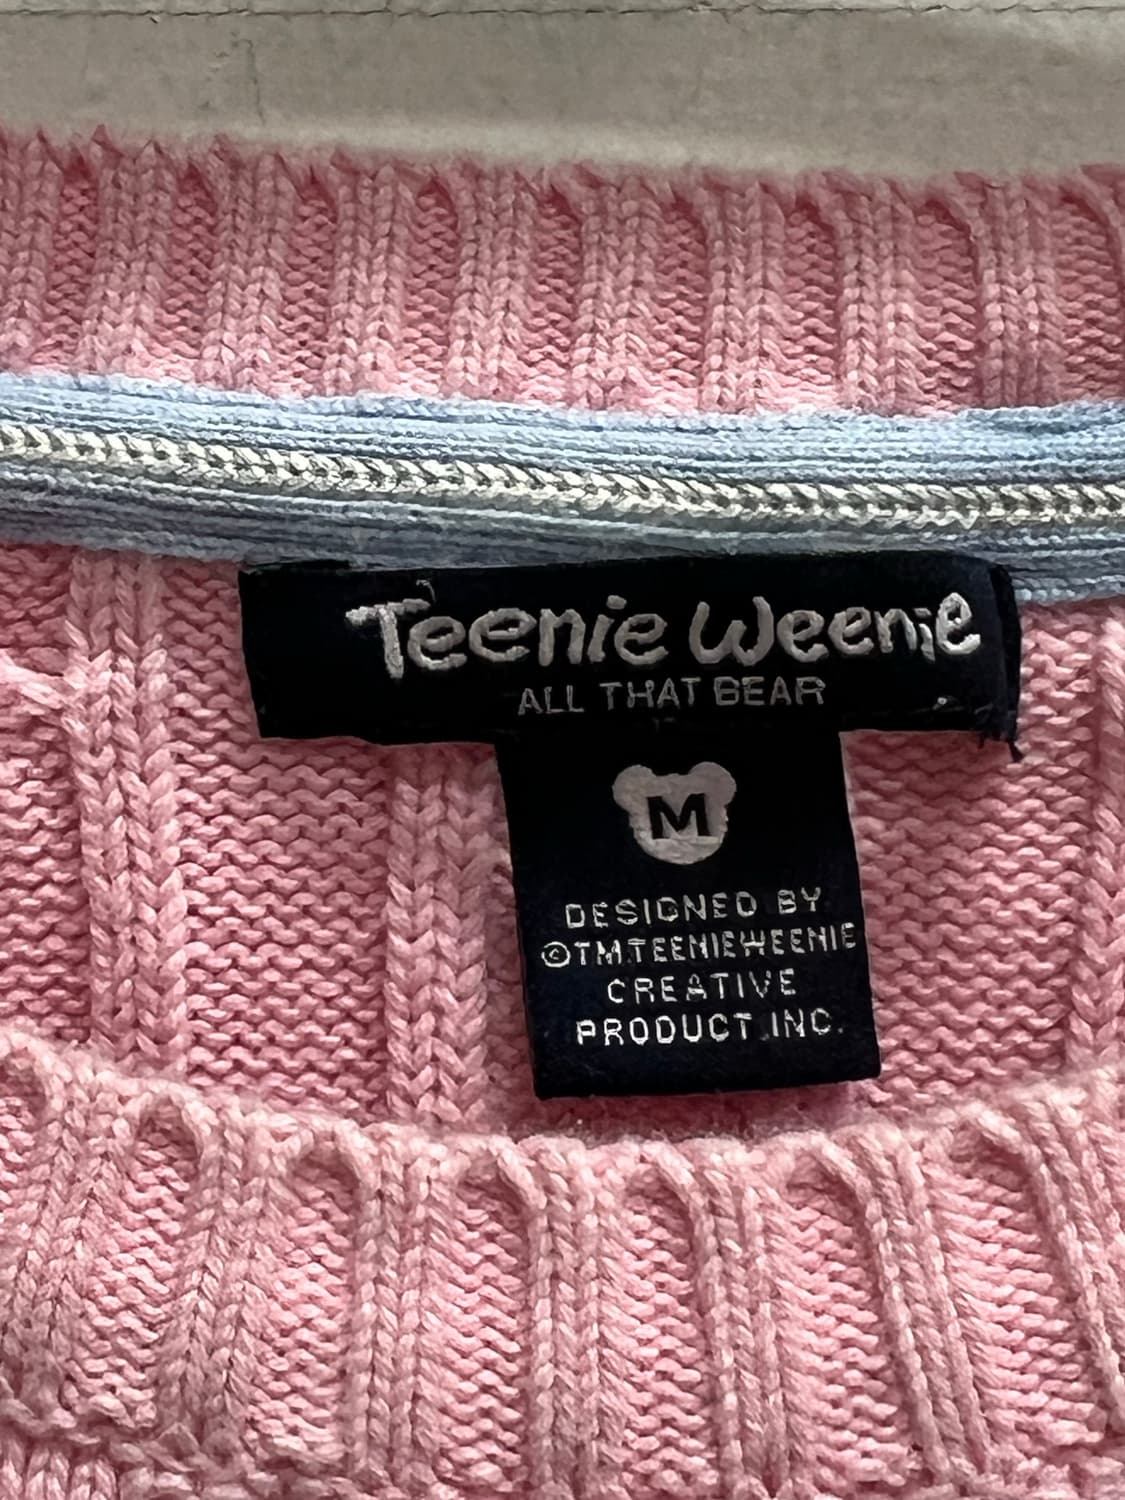 Teenie Weenie
ALL THAT BEAR
M
DESIGNED BY
©TM.TEENIEWEENIE
CREATIVE
PRODUCT.INC.